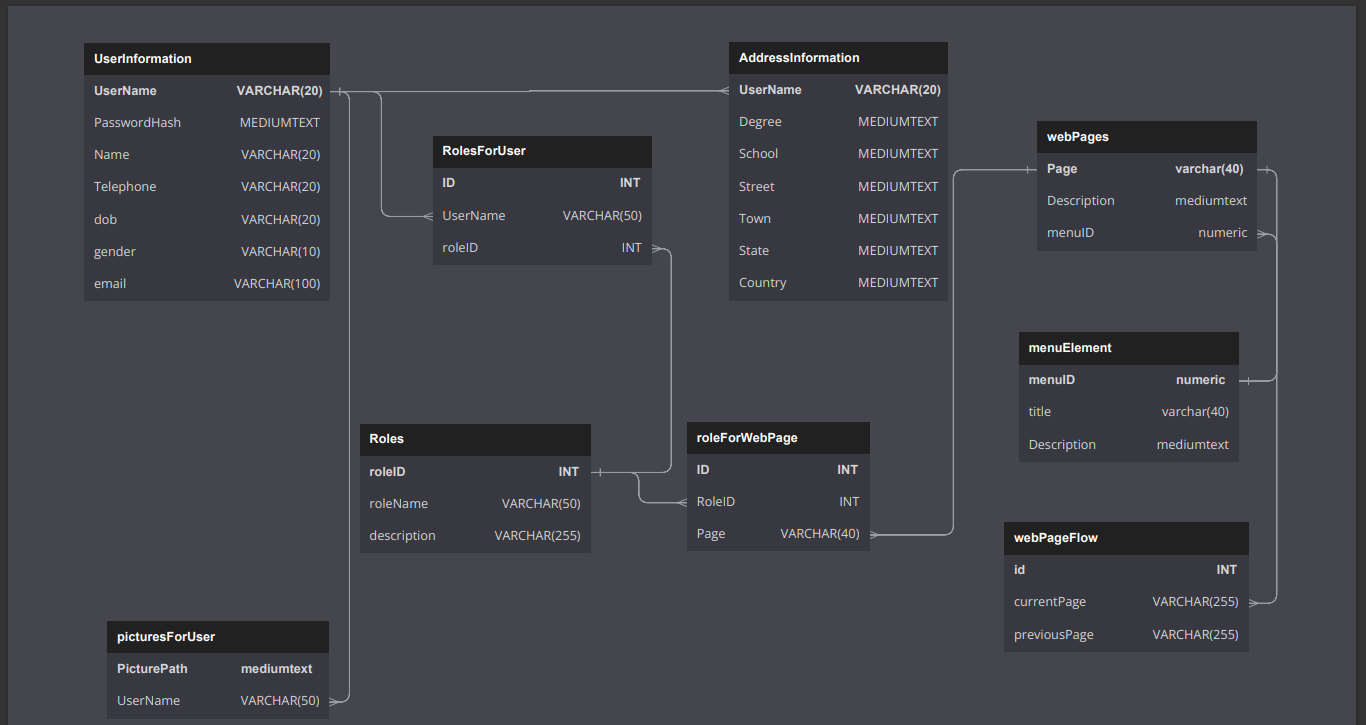 UserInformation
UserName VARCHAR(20)
PasswordHash MEDIUMTEXT
Name VARCHAR(20)
Telephone VARCHAR(20)
dob VARCHAR(20)
gender VARCHAR(10)
email VARCHAR(100)
RolesForUser
ID INT
UserName VARCHAR(50)
roleID INT
AddressInformation
UserName VARCHAR(20)
Degree MEDIUMTEXT
School MEDIUMTEXT
Street MEDIUMTEXT
Town MEDIUMTEXT
State MEDIUMTEXT
Country MEDIUMTEXT
webPages
Page varchar(40)
Description mediumtext
menuID numeric
menuElement
menuID numeric
title varchar(40)
Description mediumtext
Roles
roleID INT
roleName VARCHAR(50)
description VARCHAR(255)
roleForWebPage
ID INT
RoleID INT
Page VARCHAR(40)
webPageFlow
id INT
currentPage VARCHAR(255)
previousPage VARCHAR(255)
picturesForUser
PicturePath mediumtext
UserName VARCHAR(50)